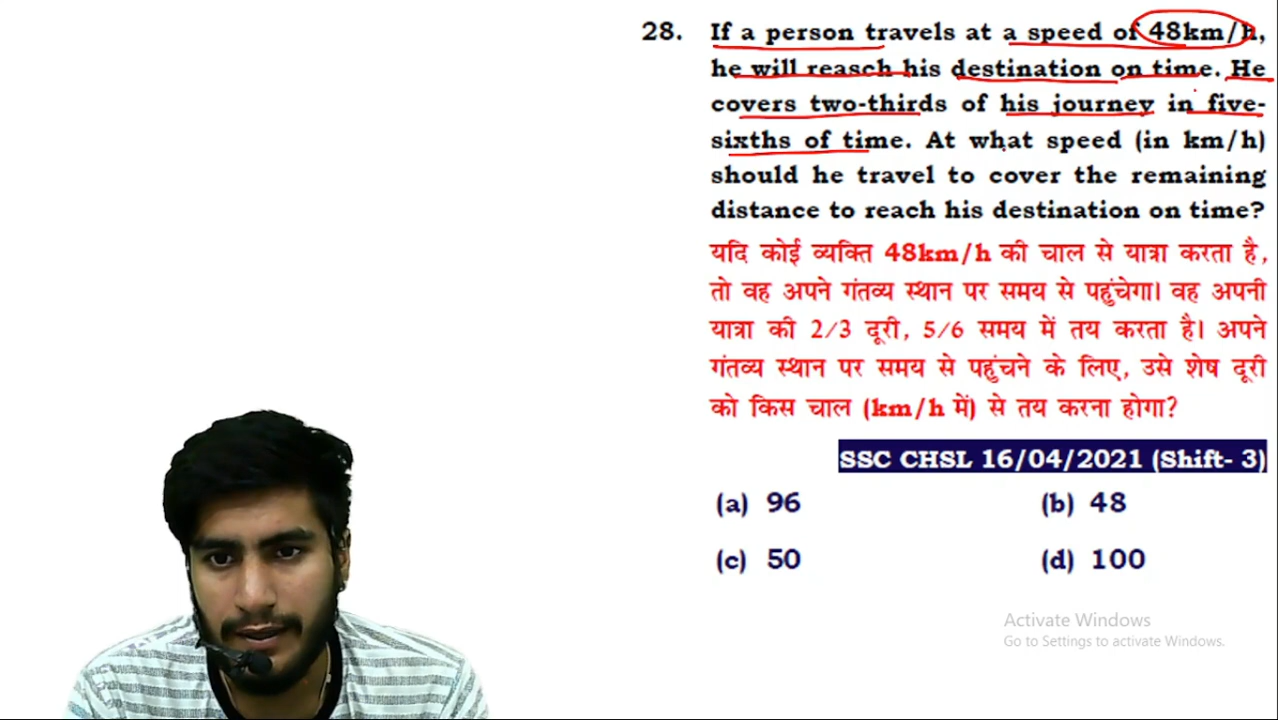 28. If a person travels at a speed of 48km/h,
he will reasch his destination on time. He
covers two-thirds of his journey in five-
sixths of time. At what speed (in km/h)
should he travel to cover the remaining
distance to reach his destination on time?
यदि कोई व्यक्ति 48km/h की चाल से यात्रा करता है,
तो वह अपने गंतव्य स्थान पर समय से पहुंचेगा। वह अपनी
यात्रा की 2/3 दूरी, 5/6 समय में तय करता है। अपने
गंतव्य स्थान पर समय से पहुंचने के लिए, उसे शेष दूरी
को किस चाल (km/h में) से तय करना होगा?
SSC CHSL 16/04/2021 (Shift- 3)
(a) 96 (b) 48
(c) 50 (d) 100
Activate Windows
Go to Settings to activate Windows.